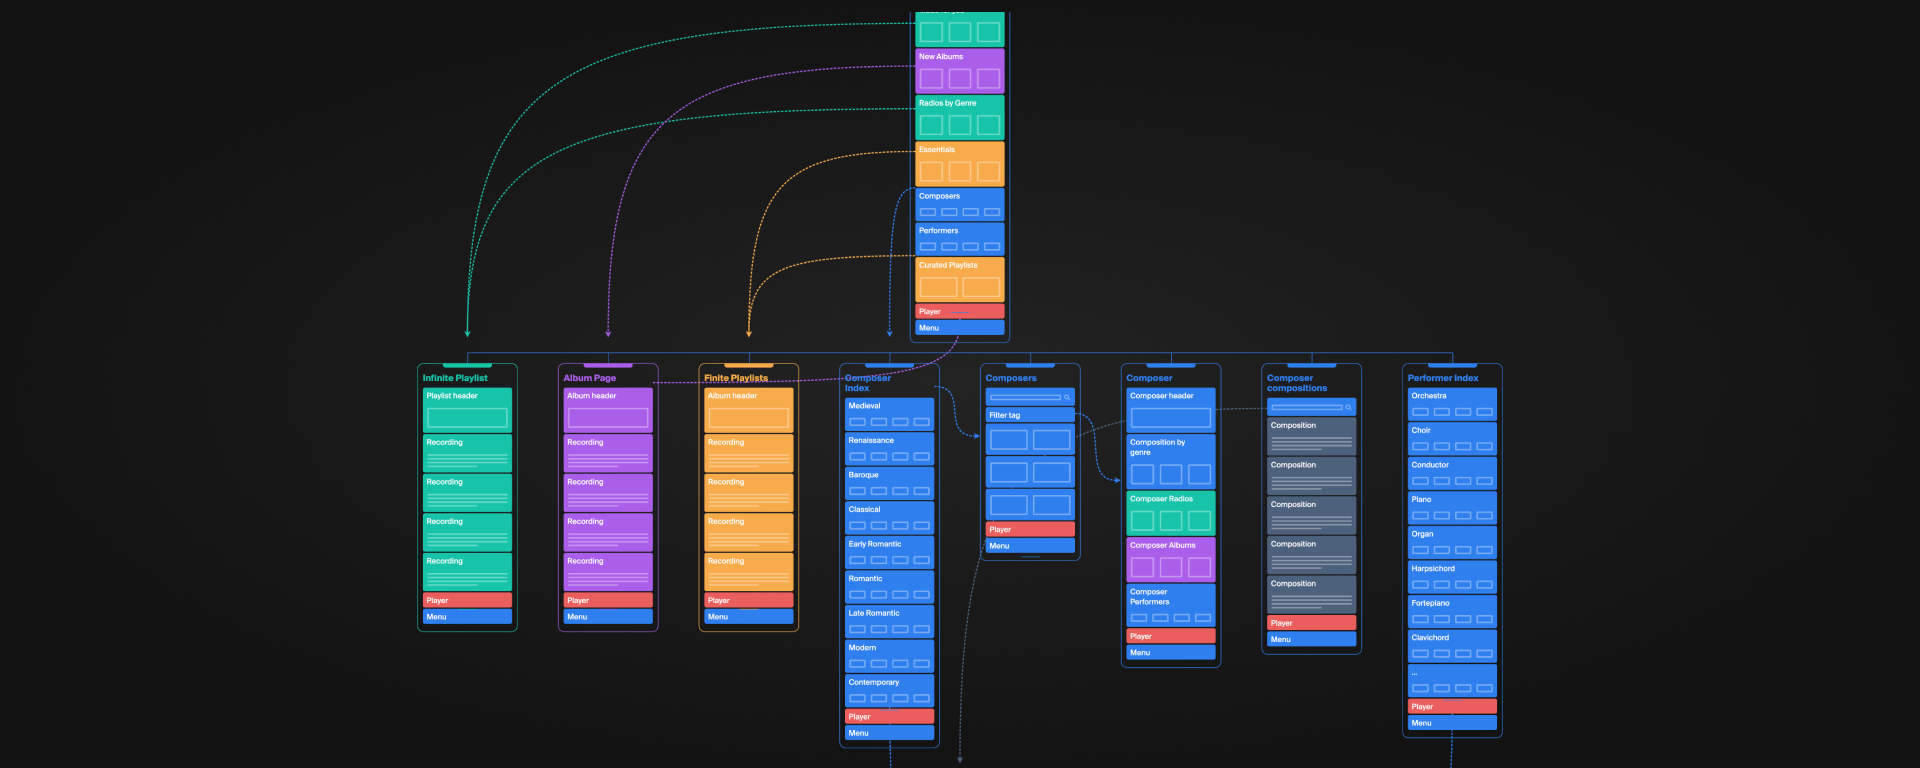 New Albums
Radios by Genre
Essentials
Composers
Performers
Curated Playlists
Player
Menu
Infinite Playlist
Playlist header
Recording
Recording
Recording
Recording
Player
Menu
Album Page
Album header
Recording
Recording
Recording
Recording
Player
Menu
Finite Playlists
Album header
Recording
Recording
Recording
Recording
Player
Menu
Composer
Index
Medieval
Renaissance
Baroque
Classical
Early Romantic
Romantic
Late Romantic
Modern
Contemporary
Player
Menu
Composers
Filter tag
Player
Menu
Composer
Composer header
Composition by
genre
Composer Radios
Composer Albums
Composer
Performers
Player
Menu
Composer
compositions
Composition
Composition
Composition
Composition
Composition
Player
Menu
Performer Index
Orchestra
Choir
Conductor
Piano
Organ
Harpsichord
Fortepiano
Clavichord
...
Player
Menu